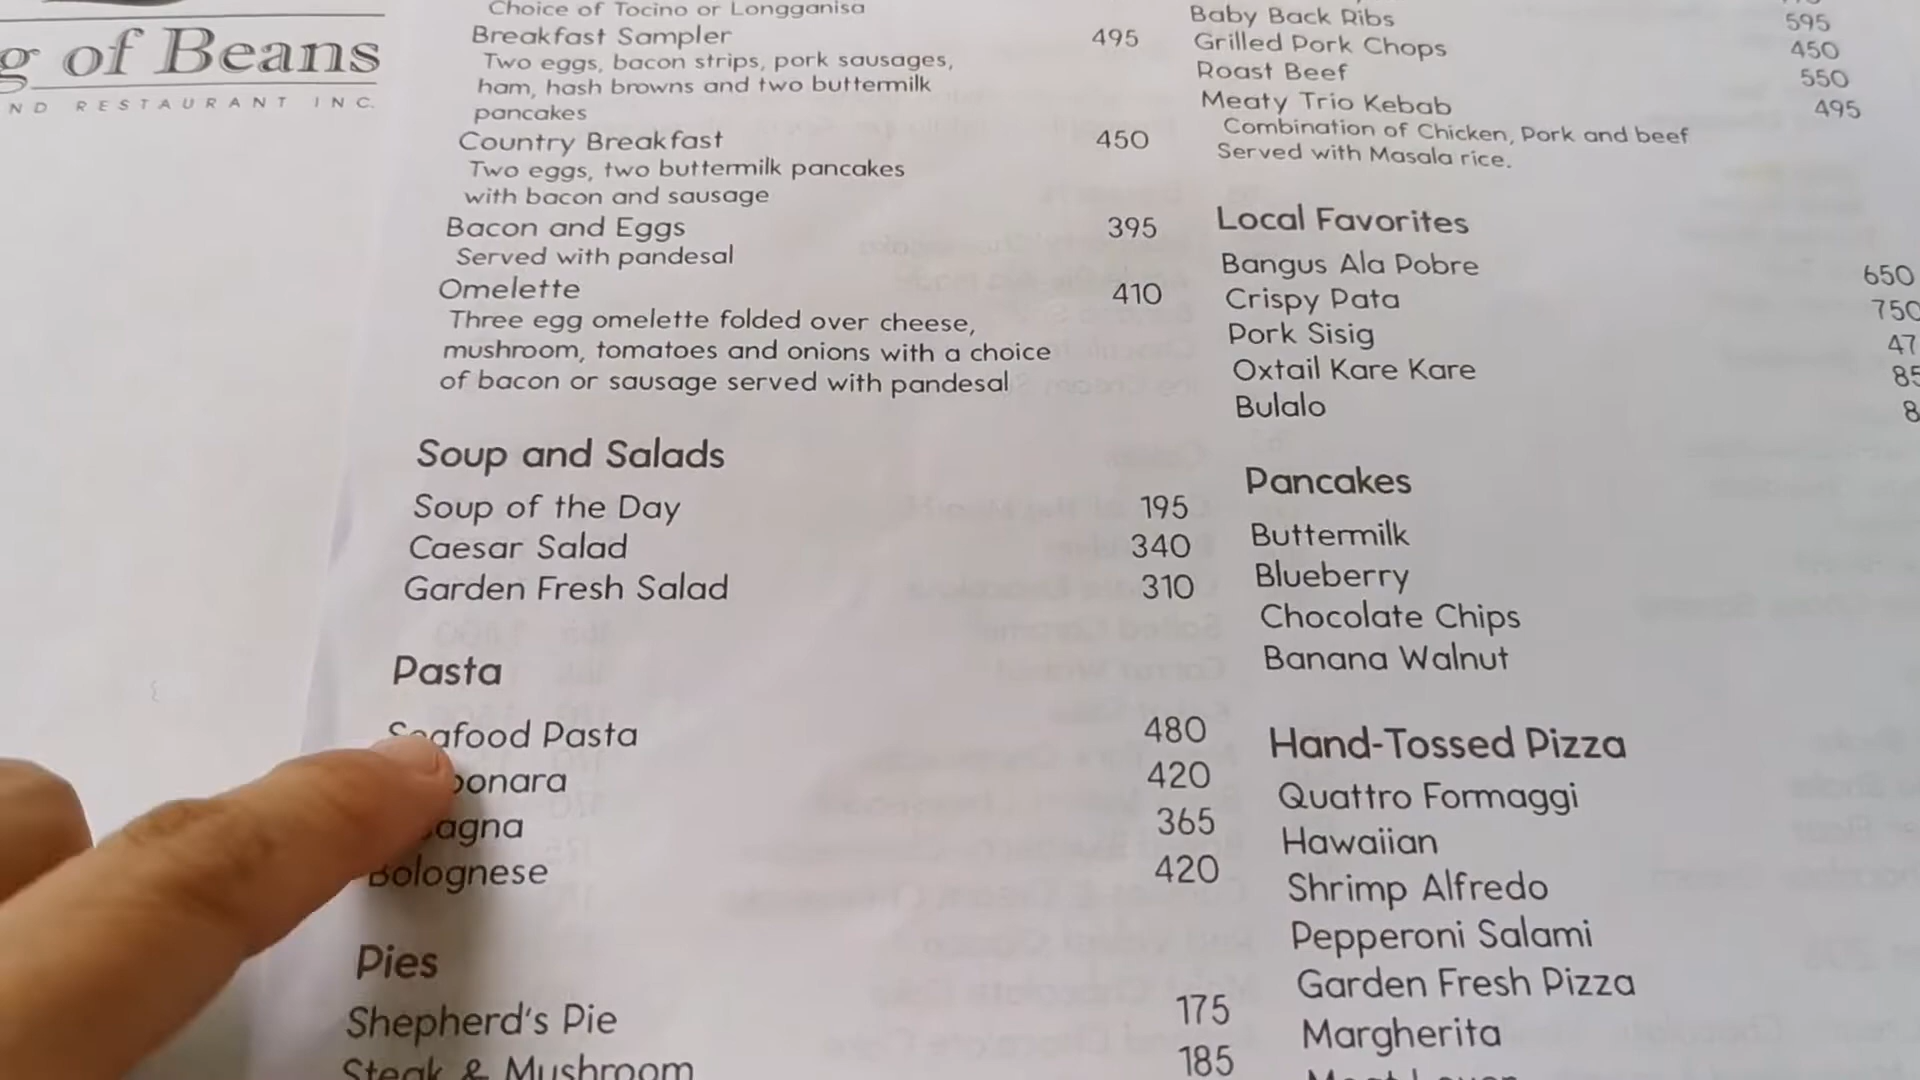 of Beans
RESTAURANT INC.
Choice of Tocino or Longganisa
Breakfast Sampler 495
Two eggs, bacon strips, pork sausages,
ham, hash browns and two buttermilk
pancakes
Country Breakfast 450
Two eggs, two buttermilk pancakes
with bacon and sausage
Bacon and Eggs 395
Served with pandesal
Omelette 410
Three egg omelette folded over cheese,
mushroom, tomatoes and onions with a choice
of bacon or sausage served with pandesal
Soup and Salads
Soup of the Day 195
Caesar Salad 340
Garden Fresh Salad 310
Pasta
Seafood Pasta 480
bonara 420
agna 365
Bolognese 420
Pies
Shepherd's Pie 175
Steak & Mushroom 185
Baby Back Ribs 595
Grilled Pork Chops 450
Roast Beef 550
Meaty Trio Kebab 495
Combination of Chicken, Pork and beef
Served with Masala rice.
Local Favorites
Bangus Ala Pobre 650
Crispy Pata 750
Pork Sisig 47
Oxtail Kare Kare 85
Bulalo 8
Pancakes
Buttermilk
Blueberry
Chocolate Chips
Banana Walnut
Hand-Tossed Pizza
Quattro Formaggi
Hawaiian
Shrimp Alfredo
Pepperoni Salami
Garden Fresh Pizza
Margherita